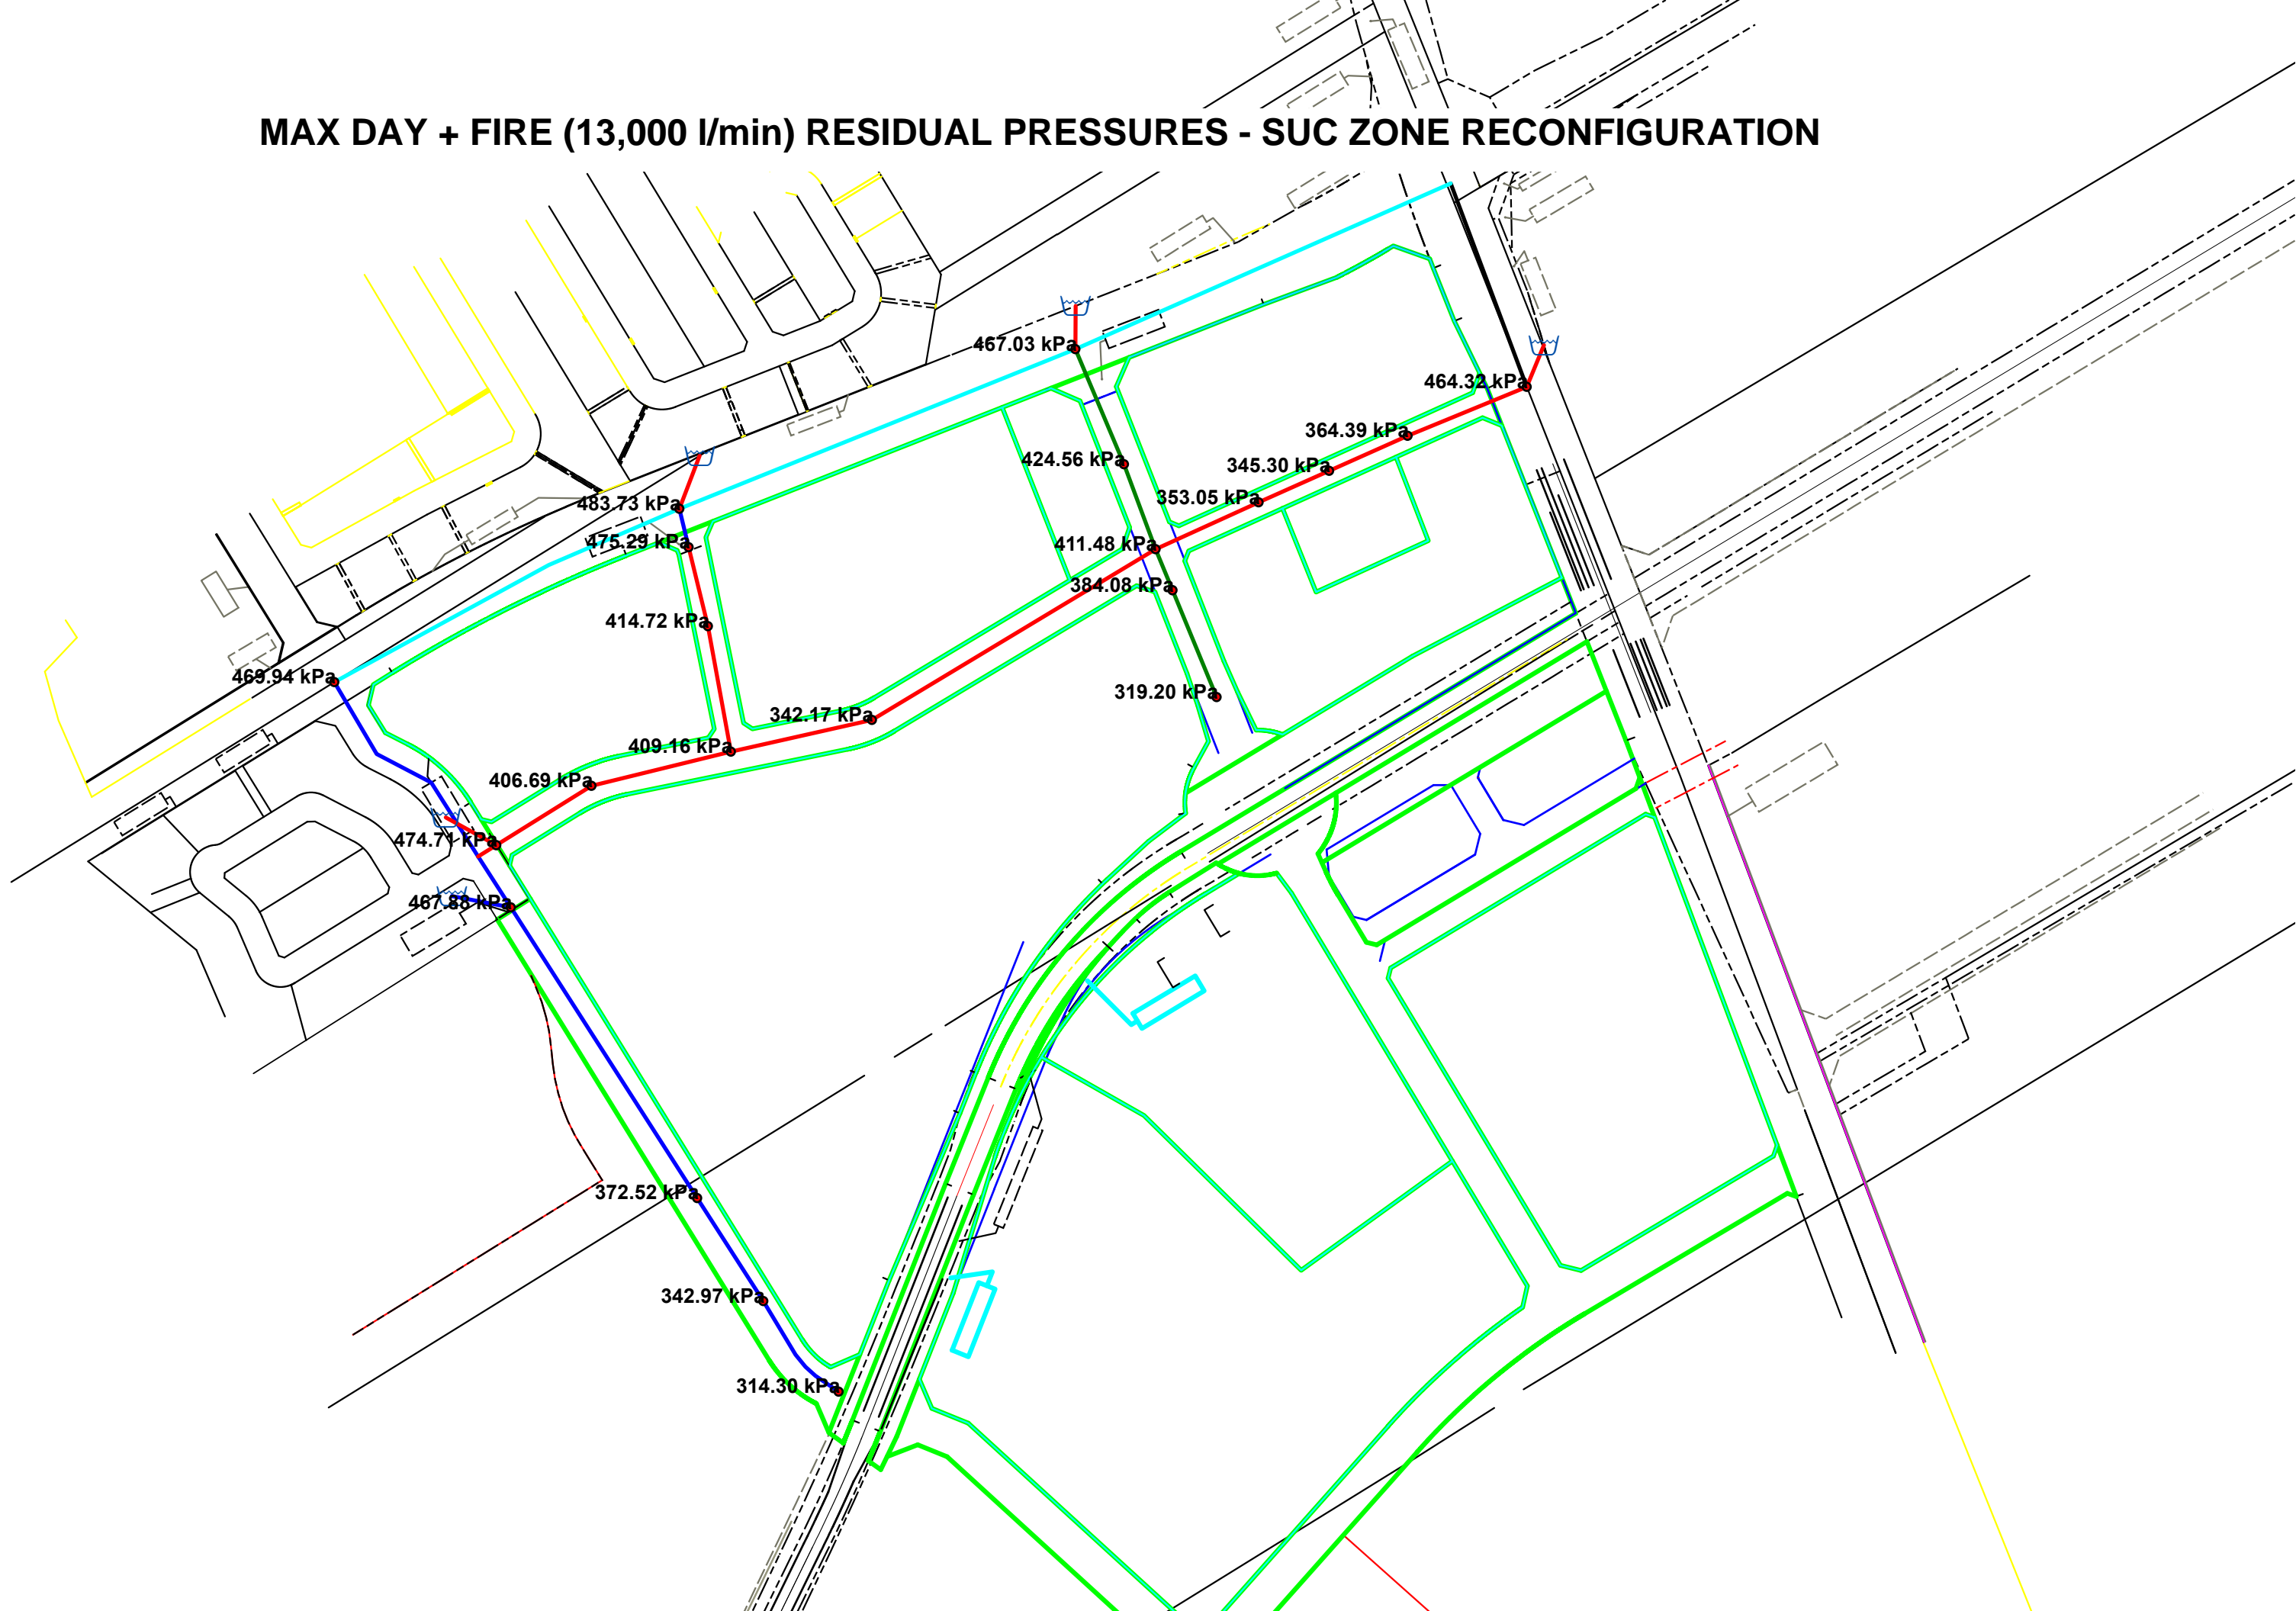 MAX DAY + FIRE (13,000 l/min) RESIDUAL PRESSURES - SUC ZONE RECONFIGURATION
467.03 kPa
464.32 kPa
364.39 kPa
424.56 kPa
345.30 kPa
353.05 kPa
483.73 kPa
475.29 kPa
411.48 kPa
384.08 kPa
414.72 kPa
469.94 kPa
319.20 kPa
342.17 kPa
409.16 kPa
406.69 kPa
474.71 kPa
467.88 kPa
372.52 kPa
342.97 kPa
314.30 kPa